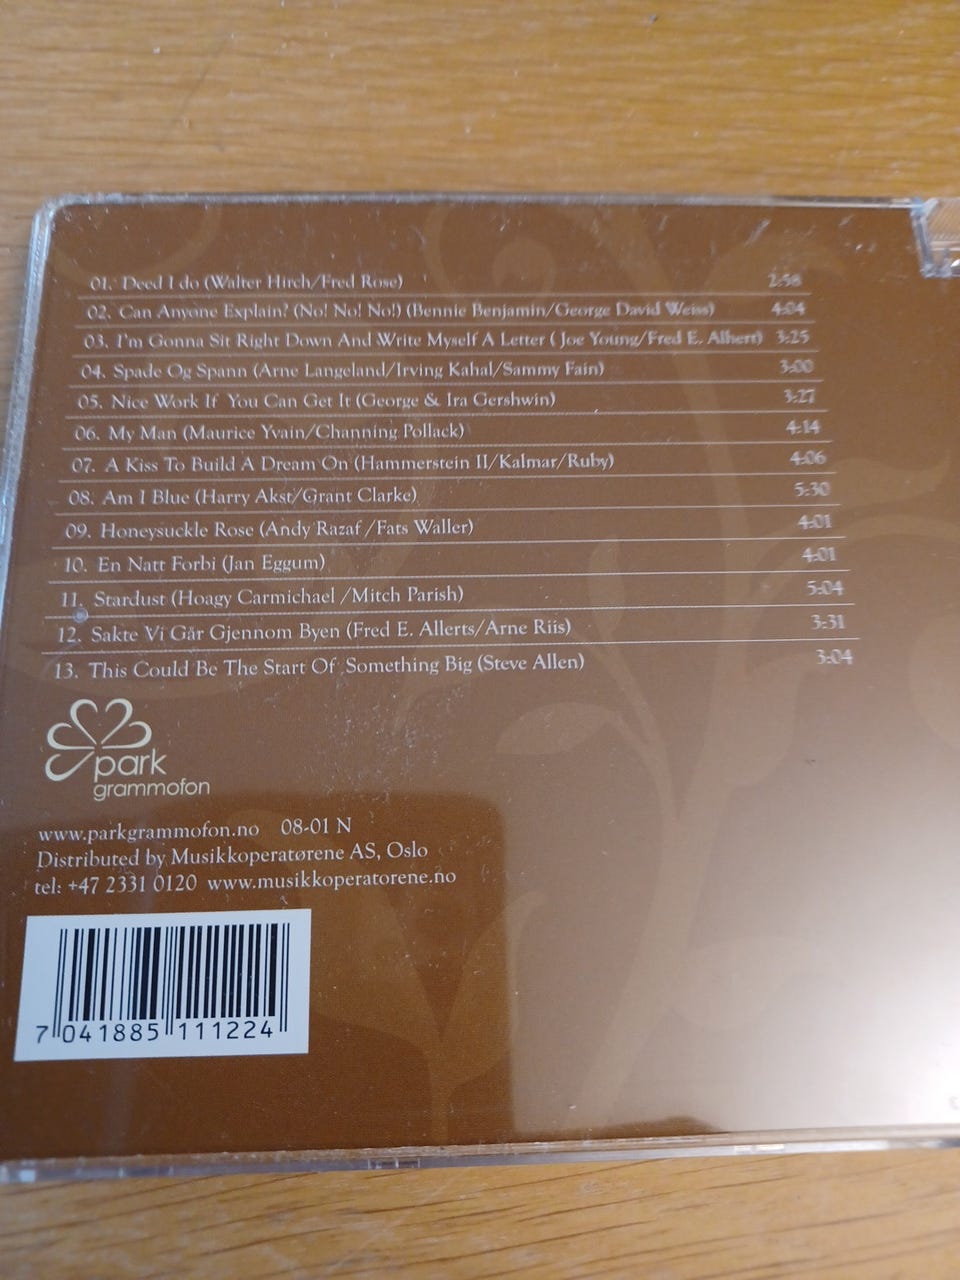 01. Deed I do (Walter Hirch/Fred Rose) 2:58
02. Can Anyone Explain? (No! No! No!) (Bennie Benjamin/George David Weiss) 4:04
03. I'm Gonna Sit Right Down And Write Myself A Letter ( Joe Young/Fred E. Alhert) 3:25
04. Spade Og Spann (Arne Langeland/Irving Kahal/Sammy Fain) 3:00
05. Nice Work If You Can Get It (George & Ira Gershwin) 3:27
06. My Man (Maurice Yvain/Channing Pollack) 4:14
07. A Kiss To Build A Dream On (Hammerstein II/Kalmar/Ruby) 4:06
08. Am I Blue (Harry Akst/Grant Clarke) 5:30
09. Honeysuckle Rose (Andy Razaf /Fats Waller) 4:01
10. En Natt Forbi (Jan Eggum) 4:01
11. Stardust (Hoagy Carmichael /Mitch Parish) 5:04
12. Sakte Vi Går Gjennom Byen (Fred E. Allerts/Arne Riis) 3:31
13. This Could Be The Start Of Something Big (Steve Allen) 3:04
park
grammofon
www.parkgrammofon.no 08-01 N
Distributed by Musikkoperatørene AS, Oslo
tel: +47 2331 0120 www.musikkoperatorene.no
7 041885 111224